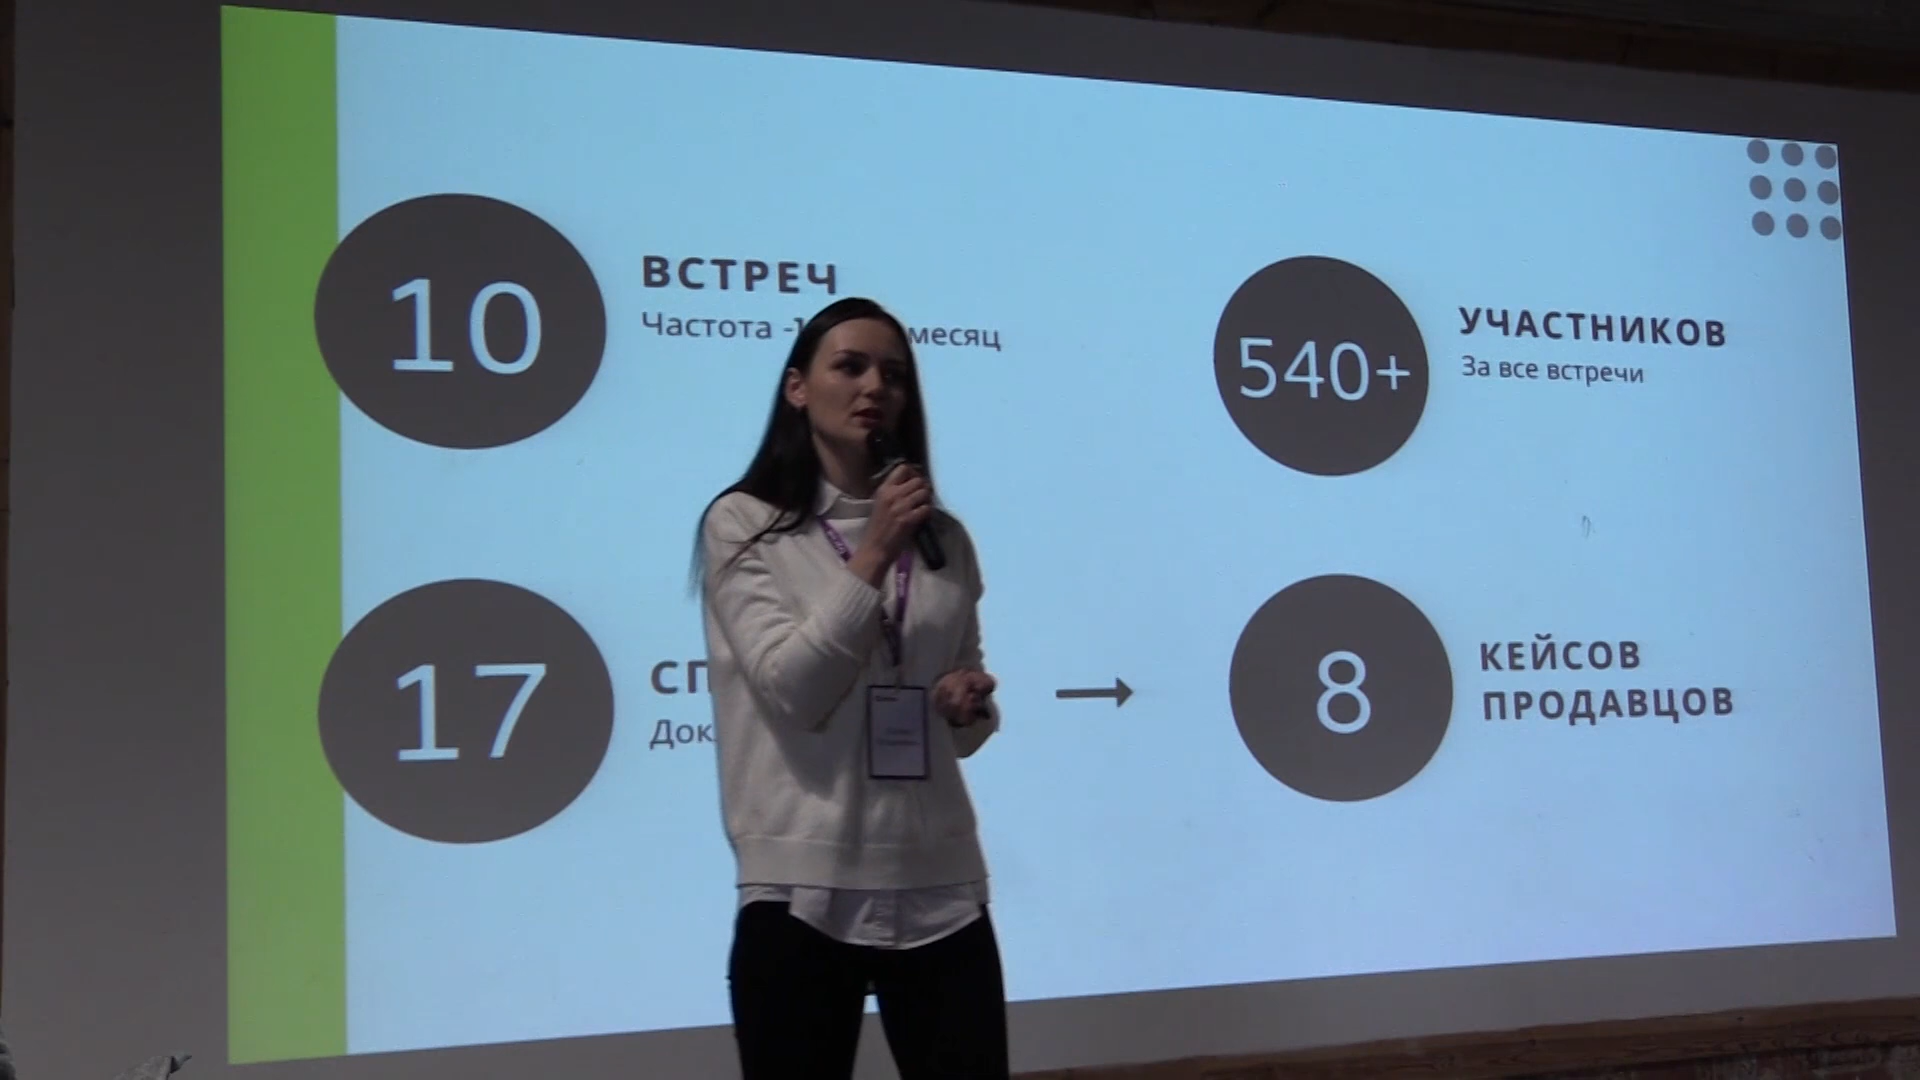 10
ВСТРЕЧ
Частота - месяц
540+
УЧАСТНИКОВ
За все встречи
17
8
КЕЙСОВ
ПРОДАВЦОВ